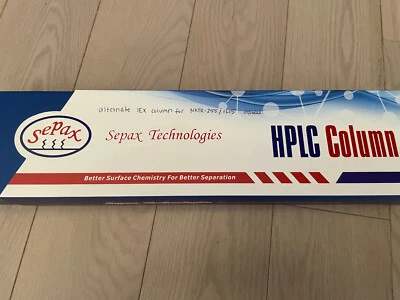 alternate IEX column for
Sepax
Sepax Technologies
HPLC Column
Better Surface Chemistry For Better Separation